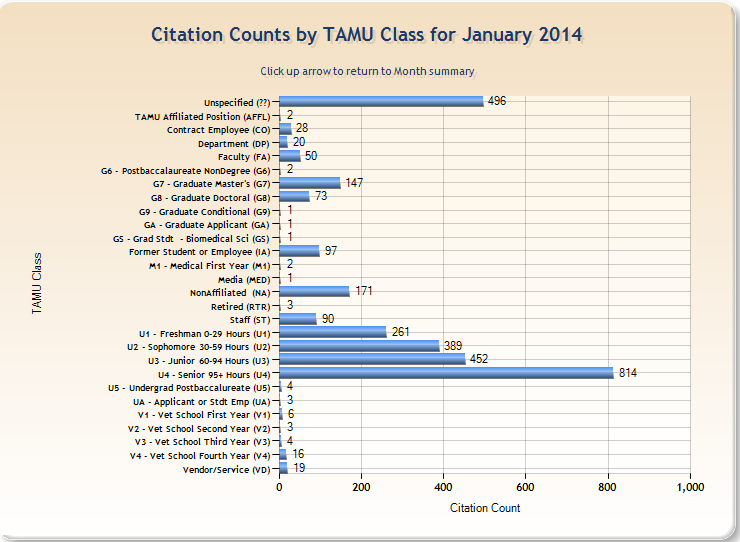 Citation Counts by TAMU Class for January 2014
Click up arrow to return to Month summary
TAMU Class
Unspecified (??) 496
TAMU Affiliated Position (AFFL) 2
Contract Employee (CO) 28
Department (DP) 20
Faculty (FA) 50
G6 - Postbaccalaureate NonDegree (G6) 2
G7 - Graduate Master's (G7) 147
G8 - Graduate Doctoral (G8) 73
G9 - Graduate Conditional (G9) 1
GA - Graduate Applicant (GA) 1
GS - Grad Stdt - Biomedical Sci (GS) 1
Former Student or Employee (IA) 97
M1 - Medical First Year (M1) 2
Media (MED) 1
NonAffiliated (NA) 171
Retired (RTR) 3
Staff (ST) 90
U1 - Freshman 0-29 Hours (U1) 261
U2 - Sophomore 30-59 Hours (U2) 389
U3 - Junior 60-94 Hours (U3) 452
U4 - Senior 95+ Hours (U4) 814
U5 - Undergrad Postbaccalureate (U5) 4
UA - Applicant or Stdt Emp (UA) 3
V1 - Vet School First Year (V1) 6
V2 - Vet School Second Year (V2) 3
V3 - Vet School Third Year (V3) 4
V4 - Vet School Fourth Year (V4) 16
Vendor/Service (VD) 19
0 200 400 600 800 1,000
Citation Count